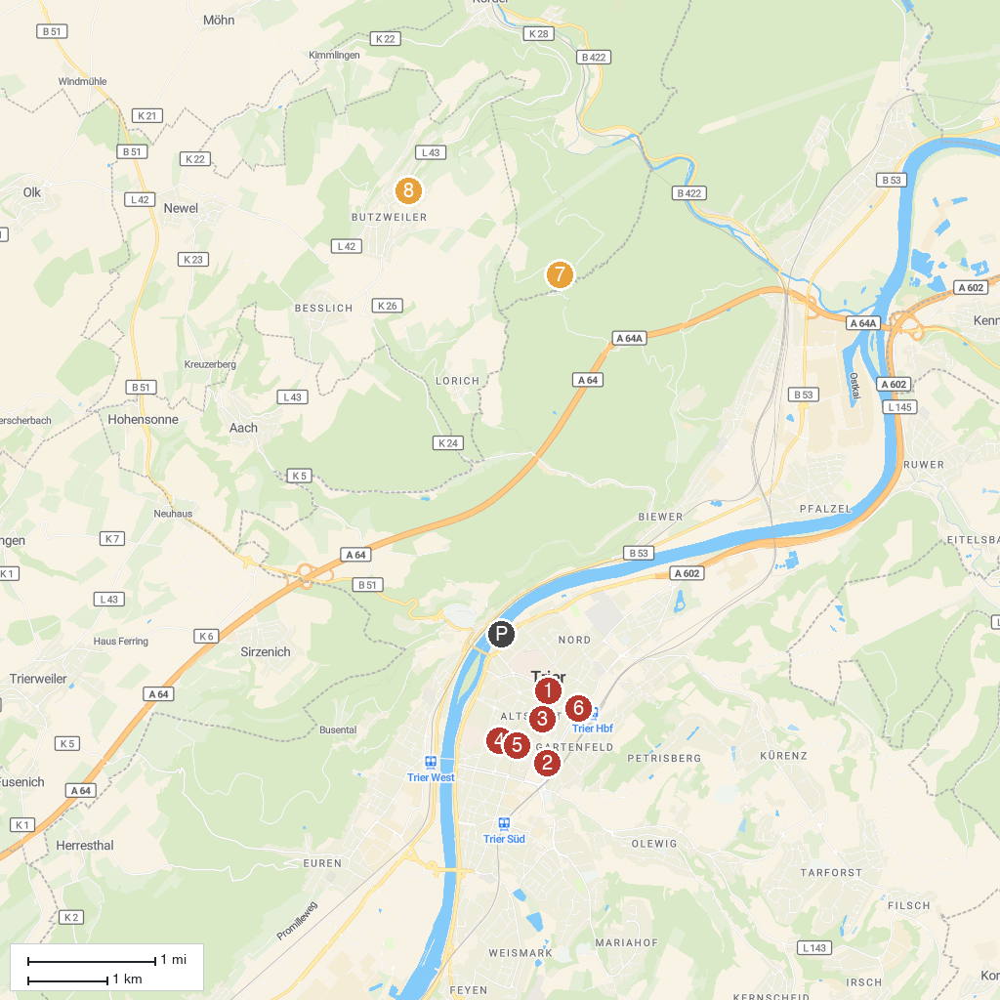 Möhn
B 51
K 22
K 28
B 422
Kimmlingen
Windmühle
K 21
B 51
K 22
L 43
B 53
B 422
Olk
L 42
Newel
8
BUTZWEILER
L 42
K 23
7
A 602
BESSLICH
K 26
A 64A
A 64A
Kreuzerberg
LORICH
A 64
B 51
Ostkai
A 602
L 43
B 53
L 145
Hohensonne
Aach
K 24
K 5
RUWER
Neuhaus
BIEWER
PFALZEL
K 7
A 64
B 53
A 602
K 1
B 51
L 43
K 6
Haus Ferring
Sirzenich
P
NORD
Trierweiler
Trier
A 64
1
6
3
Trier Hbf
Busental
4
5
GARTENFELD
K 5
2
PETRISBERG
KÜRENZ
Trier West
A 64
K 1
Trier Süd
Herresthal
OLEWIG
EUREN
TARFORST
Promilleweg
FILSCH
K 2
WEISMARK
MARIAHOF
L 143
1 mi
1 km
IRSCH
FEYEN
KERNSCHEID